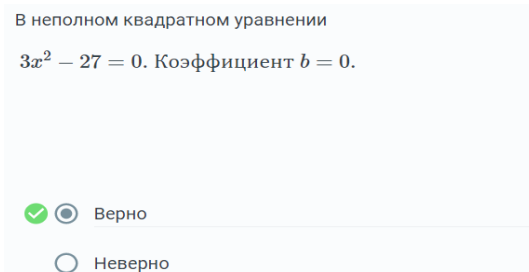 В неполном квадратном уравнении
3x² − 27 = 0. Коэффициент b = 0.
Верно
Неверно